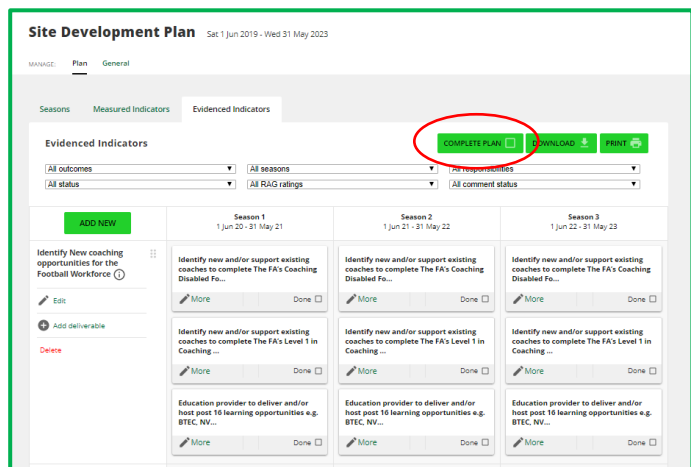 Site Development Plan Sat 1 Jun 2019 - Wed 31 May 2023
MANAGE: Plan General
Seasons Measured Indicators Evidenced Indicators
Evidenced Indicators COMPLETE PLAN DOWNLOAD PRINT
All outcomes All seasons All responsibilities
All status All RAG ratings All comment status
ADD NEW
Season 1
1 Jun 20 - 31 May 21
Season 2
1 Jun 21 - 31 May 22
Season 3
1 Jun 22 - 31 May 23
Identify New coaching
opportunities for the
Football Workforce
Edit
Add deliverable
Delete
Identify new and/or support existing
coaches to complete The FA's Coaching
Disabled Fo...
More Done
Identify new and/or support existing
coaches to complete The FA's Level 1 in
Coaching ...
More Done
Education provider to deliver and/or
host post 16 learning opportunities e.g.
BTEC, NV...
More Done
Identify new and/or support existing
coaches to complete The FA's Coaching
Disabled Fo...
More Done
Identify new and/or support existing
coaches to complete The FA's Level 1 in
Coaching ...
More Done
Education provider to deliver and/or
host post 16 learning opportunities e.g.
BTEC, NV...
More Done
Identify new and/or support existing
coaches to complete The FA's Coaching
Disabled Fo...
More Done
Identify new and/or support existing
coaches to complete The FA's Level 1 in
Coaching ...
More Done
Education provider to deliver and/or
host post 16 learning opportunities e.g.
BTEC, NV...
More Done